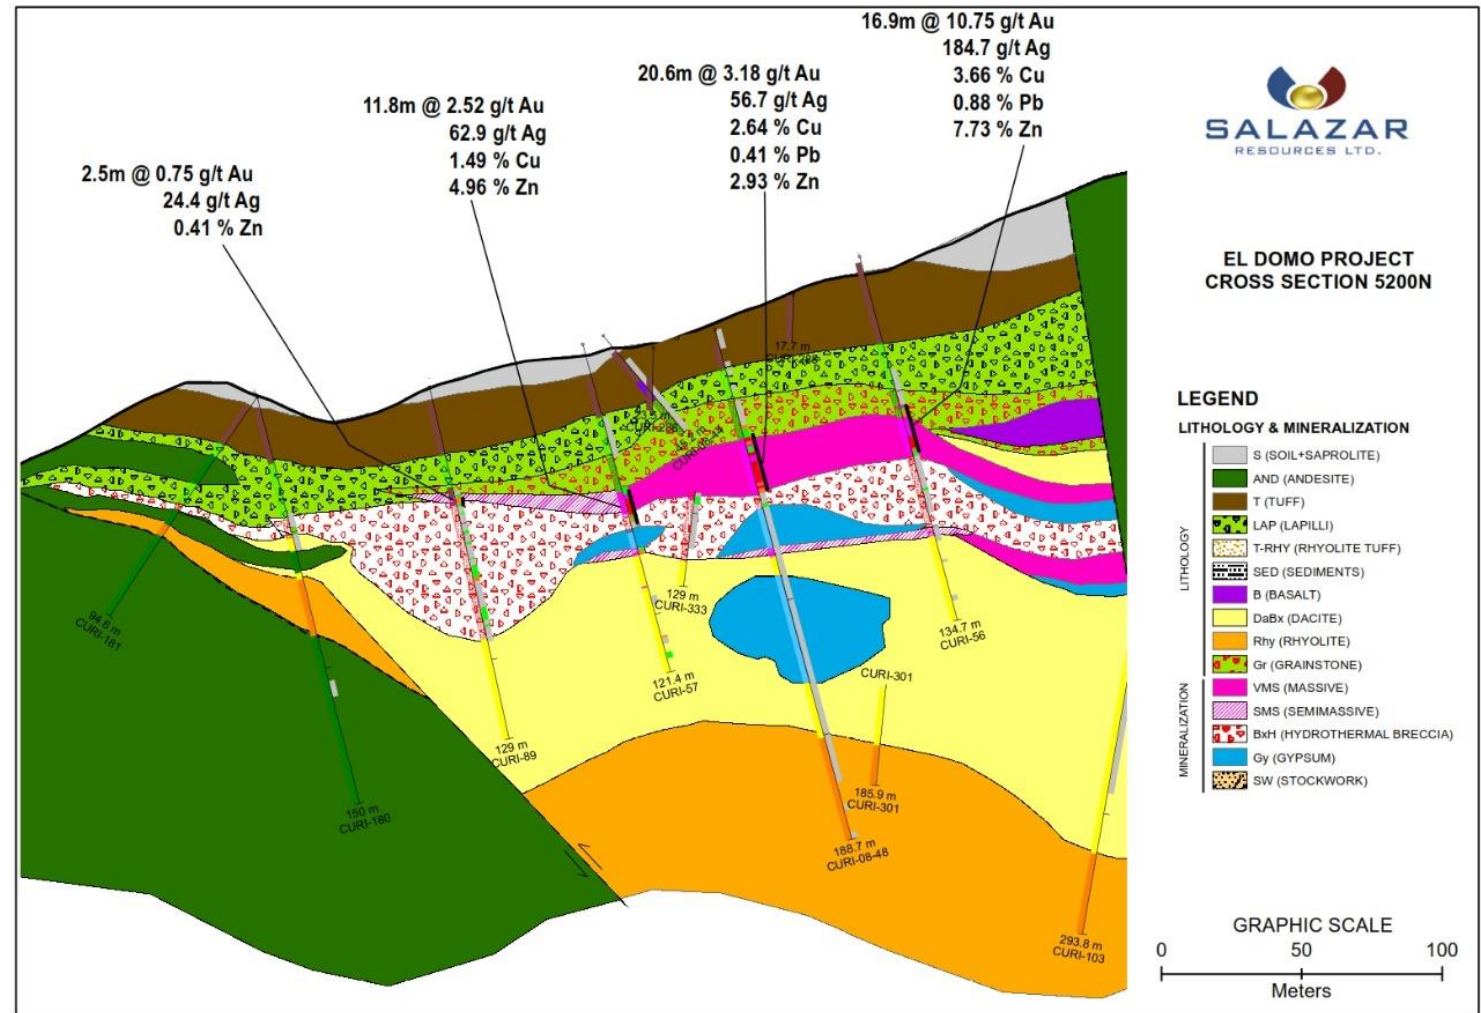 16.9m @ 10.75 g/t Au
184.7 g/t Ag
3.66 % Cu
0.88 % Pb
7.73 % Zn
20.6m @ 3.18 g/t Au
56.7 g/t Ag
2.64 % Cu
0.41 % Pb
2.93 % Zn
11.8m @ 2.52 g/t Au
62.9 g/t Ag
1.49 % Cu
4.96 % Zn
2.5m @ 0.75 g/t Au
24.4 g/t Ag
0.41 % Zn
SALAZAR
RESOURCES LTD.
EL DOMO PROJECT
CROSS SECTION 5200N
17.7 m
94.6 m
CURI-181
150 m
CURI-180
129 m
CURI-89
121.4 m
CURI-57
129 m
CURI-333
134.7 m
CURI-56
CURI-301
185.9 m
CURI-301
188.7 m
CURI-08-48
293.8 m
CURI-103
LEGEND
LITHOLOGY & MINERALIZATION
LITHOLOGY
S (SOIL+SAPROLITE)
AND (ANDESITE)
T (TUFF)
LAP (LAPILLI)
T-RHY (RHYOLITE TUFF)
SED (SEDIMENTS)
B (BASALT)
DaBx (DACITE)
Rhy (RHYOLITE)
Gr (GRAINSTONE)
MINERALIZATION
VMS (MASSIVE)
SMS (SEMIMASSIVE)
BxH (HYDROTHERMAL BRECCIA)
Gy (GYPSUM)
SW (STOCKWORK)
GRAPHIC SCALE
0 50 100
Meters